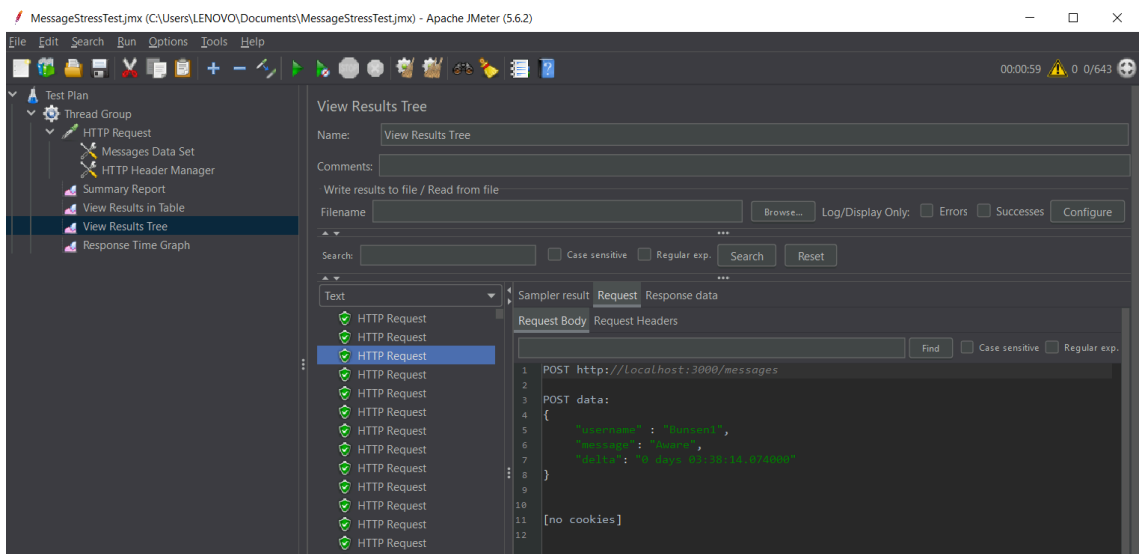 MessageStressTest.jmx (C:\Users\LENOVO\Documents\MessageStressTest.jmx) - Apache JMeter (5.6.2)
File Edit Search Run Options Tools Help
00:00:59 0 0/643
Test Plan
Thread Group
HTTP Request
Messages Data Set
HTTP Header Manager
Summary Report
View Results in Table
View Results Tree
Response Time Graph
View Results Tree
Name: View Results Tree
Comments:
Write results to file / Read from file
Filename Browse... Log/Display Only: Errors Successes Configure
Search: Case sensitive Regular exp. Search Reset
Text
HTTP Request
HTTP Request
HTTP Request
HTTP Request
HTTP Request
HTTP Request
HTTP Request
HTTP Request
HTTP Request
HTTP Request
HTTP Request
HTTP Request
HTTP Request
Sampler result Request Response data
Request Body Request Headers
Find Case sensitive Regular exp.
1 POST http://localhost:3000/messages
2
3 POST data:
4 {
5 "username" : "Bunsen1",
6 "message": "Aware",
7 "delta": "0 days 03:38:14.074000"
8 }
9
10
11 [no cookies]
12